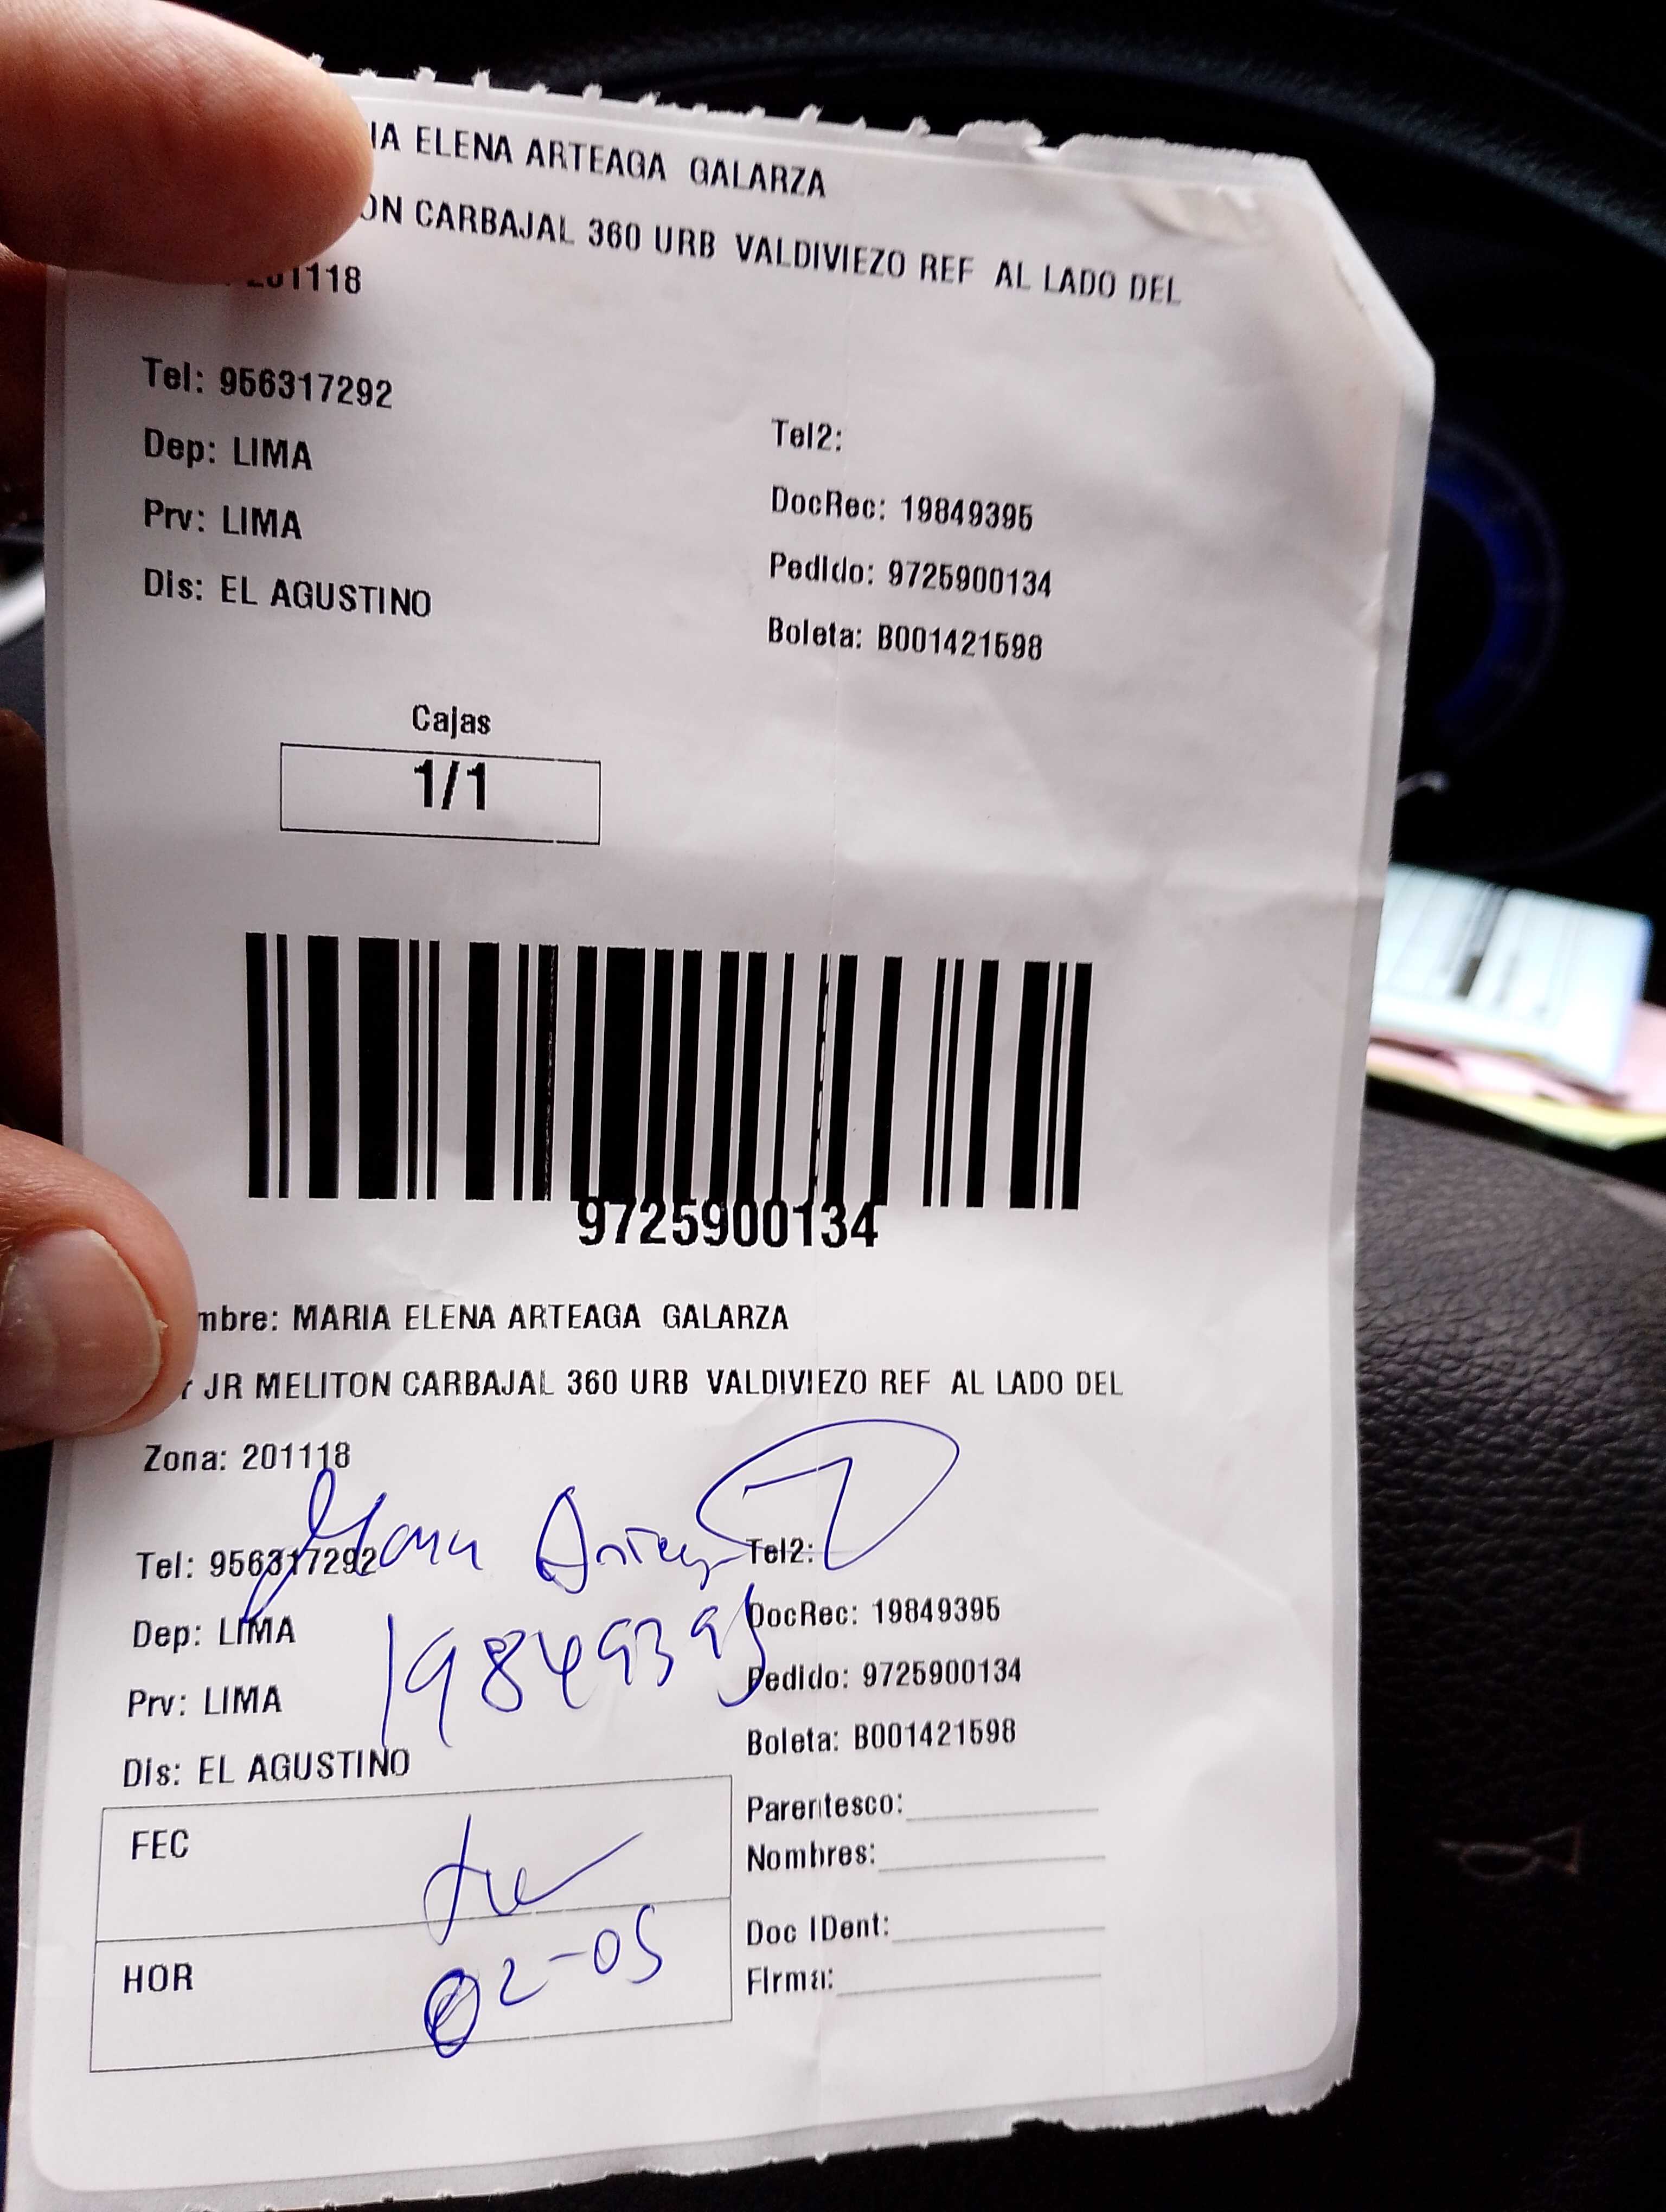 IA ELENA ARTEAGA GALARZA
ON CARBAJAL 360 URB VALDIVIEZO REF AL LADO DEL
201118
Tel: 956317292
Tel2:
Dep: LIMA
DocRec: 19849395
Prv: LIMA
Pedido: 9725900134
Dis: EL AGUSTINO
Boleta: B001421598
Cajas
1/1
9725900134
mbre: MARIA ELENA ARTEAGA GALARZA
r JR MELITON CARBAJAL 360 URB VALDIVIEZO REF AL LADO DEL
Zona: 201118
Maria Arteaga
Tel: 956317292
Tel2:
Dep: LIMA
19849395
DocRec: 19849395
Prv: LIMA
Pedido: 9725900134
Dis: EL AGUSTINO
Boleta: B001421598
FEC
Parentesco:
Nombres:
HOR
02-05
Doc IDent:
Firma: